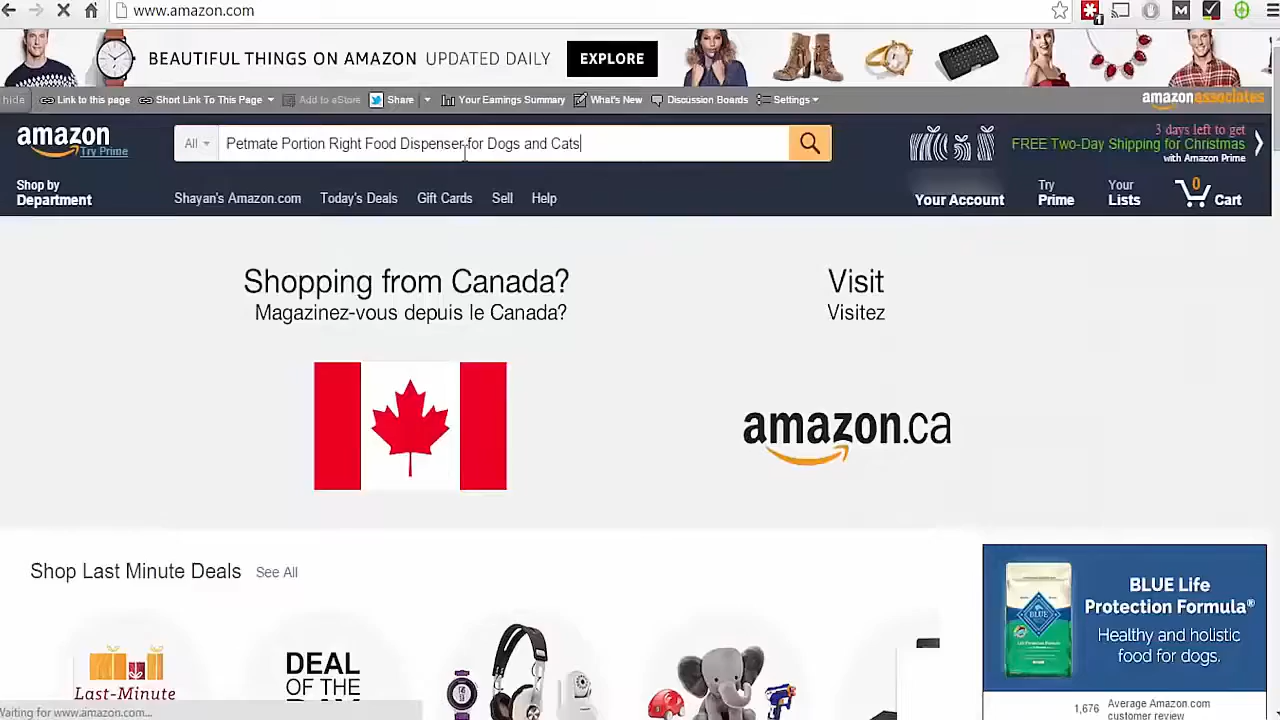 www.amazon.com
BEAUTIFUL THINGS ON AMAZON UPDATED DAILY EXPLORE
hide Link to this page Short Link To This Page Add to eStore Share Your Earnings Summary What's New Discussion Boards Settings amazonassociates
amazon
Try Prime
All Petmate Portion Right Food Dispenser for Dogs and Cats
3 days left to get
FREE Two-Day Shipping for Christmas
with Amazon Prime
Shop by
Department
Shayan's Amazon.com Today's Deals Gift Cards Sell Help
Your Account
Try
Prime
Your
Lists
0
Cart
Shopping from Canada?
Magazinez-vous depuis le Canada?
Visit
Visitez
amazon.ca
Shop Last Minute Deals See All
Last-Minute
DEAL
OF THE
DAY
BLUE
BLUE Life
Protection Formula®
Healthy and holistic
food for dogs.
1,676 Average Amazon.com
customer review
Waiting for www.amazon.com...